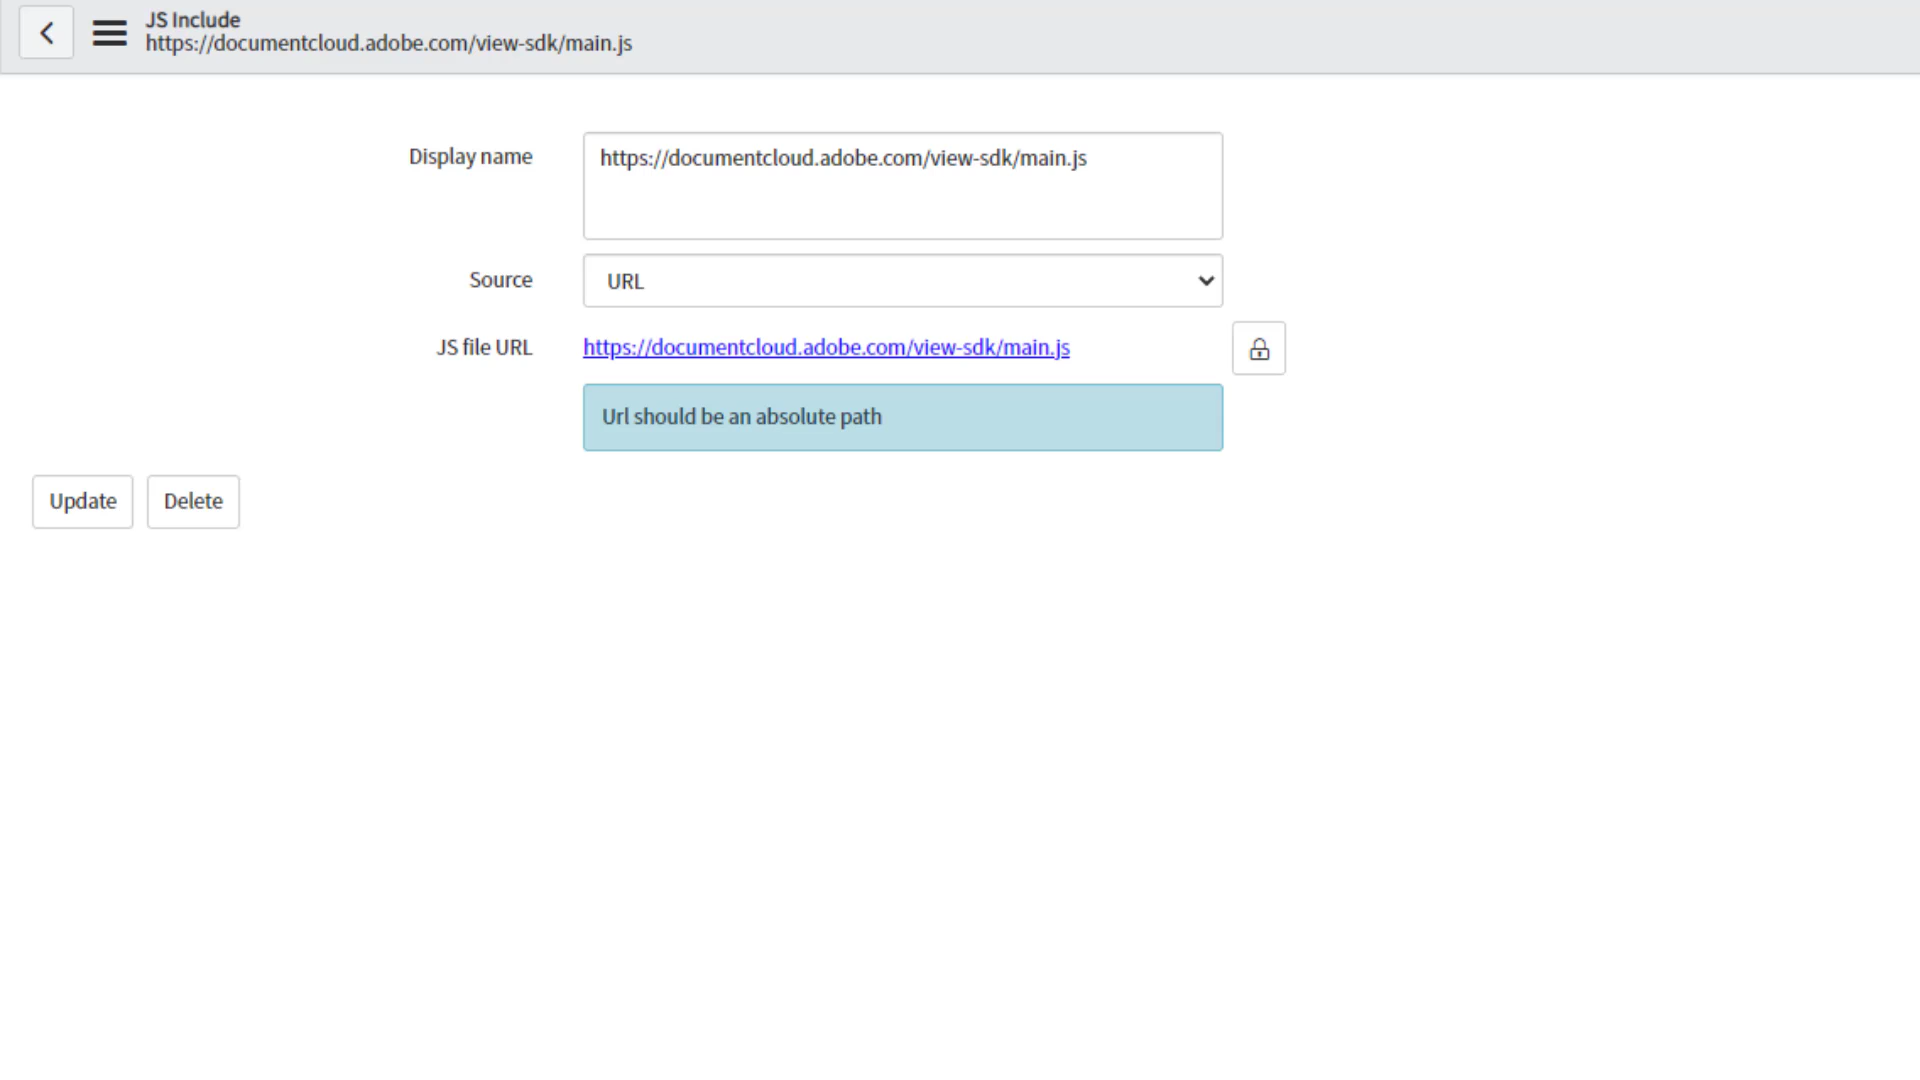 JS Include
https://documentcloud.adobe.com/view-sdk/main.js
Display name
https://documentcloud.adobe.com/view-sdk/main.js
Source
URL
JS file URL
https://documentcloud.adobe.com/view-sdk/main.js
Url should be an absolute path
Update
Delete